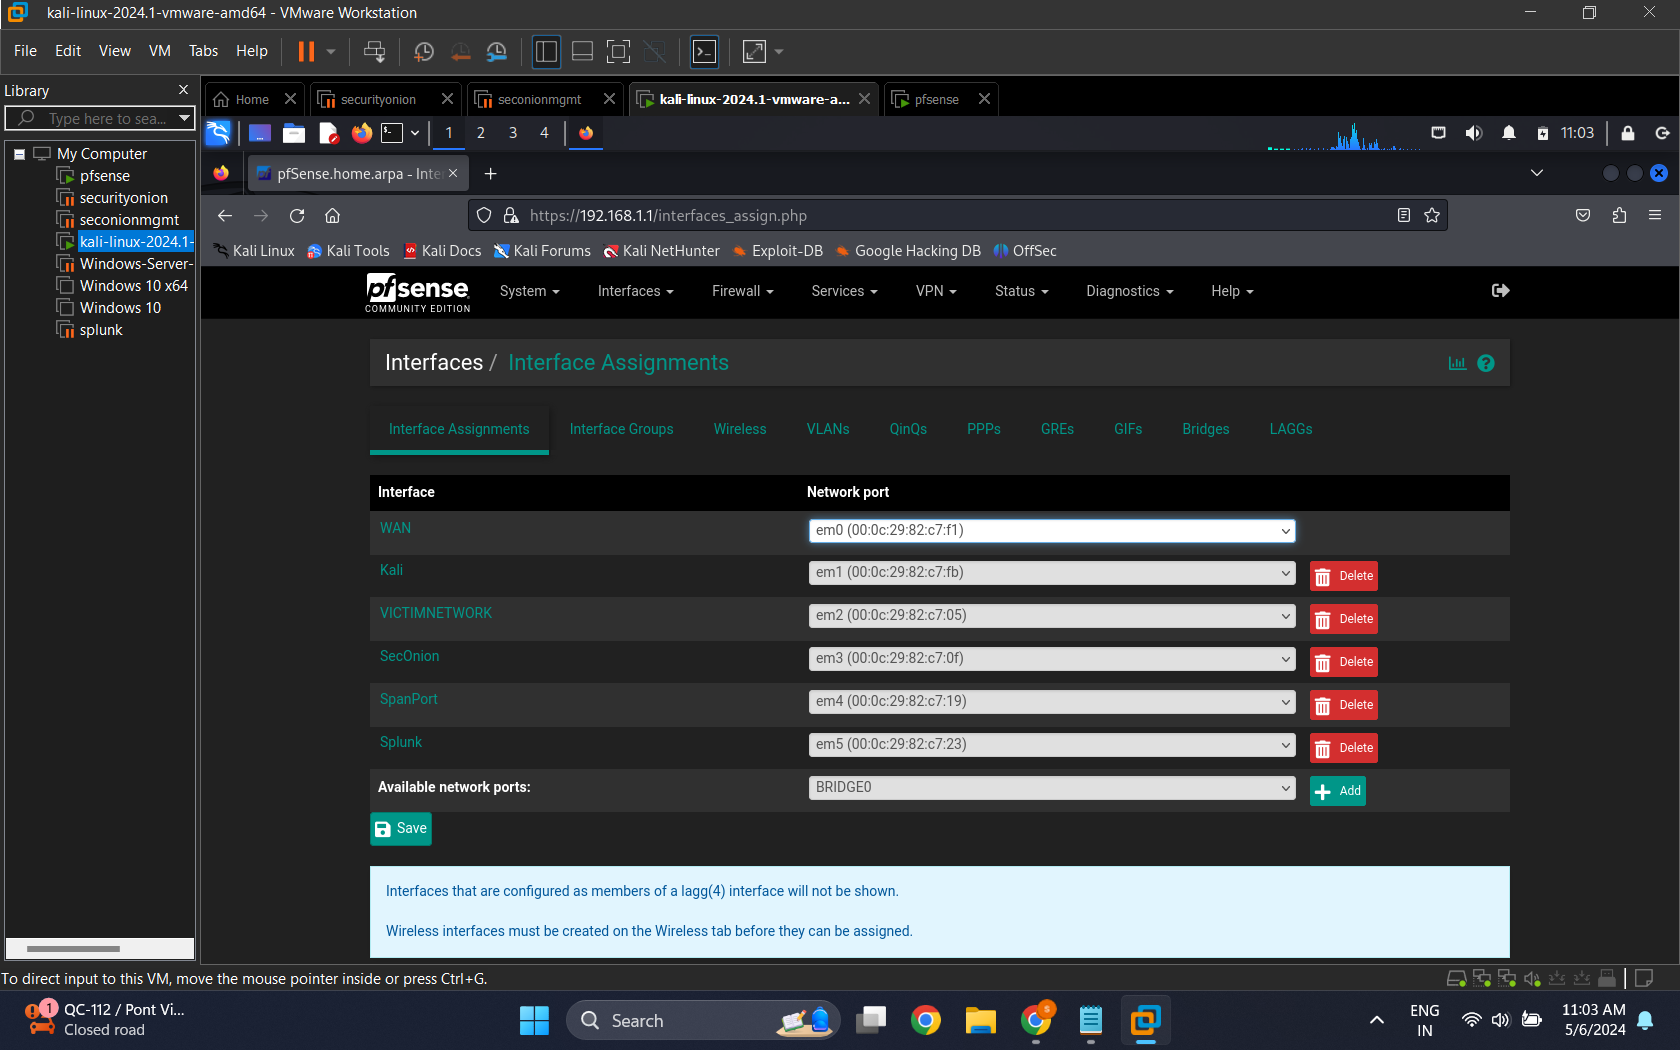 kali-linux-2024.1-vmware-amd64 - VMware Workstation
File Edit View VM Tabs Help
Library
Type here to sea...
My Computer
pfsense
securityonion
seconionmgmt
kali-linux-2024.1-
Windows-Server-
Windows 10 x64
Windows 10
splunk
Home securityonion seconionmgmt kali-linux-2024.1-vmware-a... pfsense
1 2 3 4 11:03
pfSense.home.arpa - Inte
https://192.168.1.1/interfaces_assign.php
Kali Linux Kali Tools Kali Docs Kali Forums Kali NetHunter Exploit-DB Google Hacking DB OffSec
pfsense
COMMUNITY EDITION
System Interfaces Firewall Services VPN Status Diagnostics Help
Interfaces / Interface Assignments
Interface Assignments Interface Groups Wireless VLANs QinQs PPPs GREs GIFs Bridges LAGGs
Interface Network port
WAN em0 (00:0c:29:82:c7:f1)
Kali em1 (00:0c:29:82:c7:fb) Delete
VICTIMNETWORK em2 (00:0c:29:82:c7:05) Delete
SecOnion em3 (00:0c:29:82:c7:0f) Delete
SpanPort em4 (00:0c:29:82:c7:19) Delete
Splunk em5 (00:0c:29:82:c7:23) Delete
Available network ports: BRIDGE0 Add
Save
Interfaces that are configured as members of a lagg(4) interface will not be shown.
Wireless interfaces must be created on the Wireless tab before they can be assigned.
To direct input to this VM, move the mouse pointer inside or press Ctrl+G.
1
QC-112 / Pont Vi...
Closed road
Search
S
ENG
IN
11:03 AM
5/6/2024